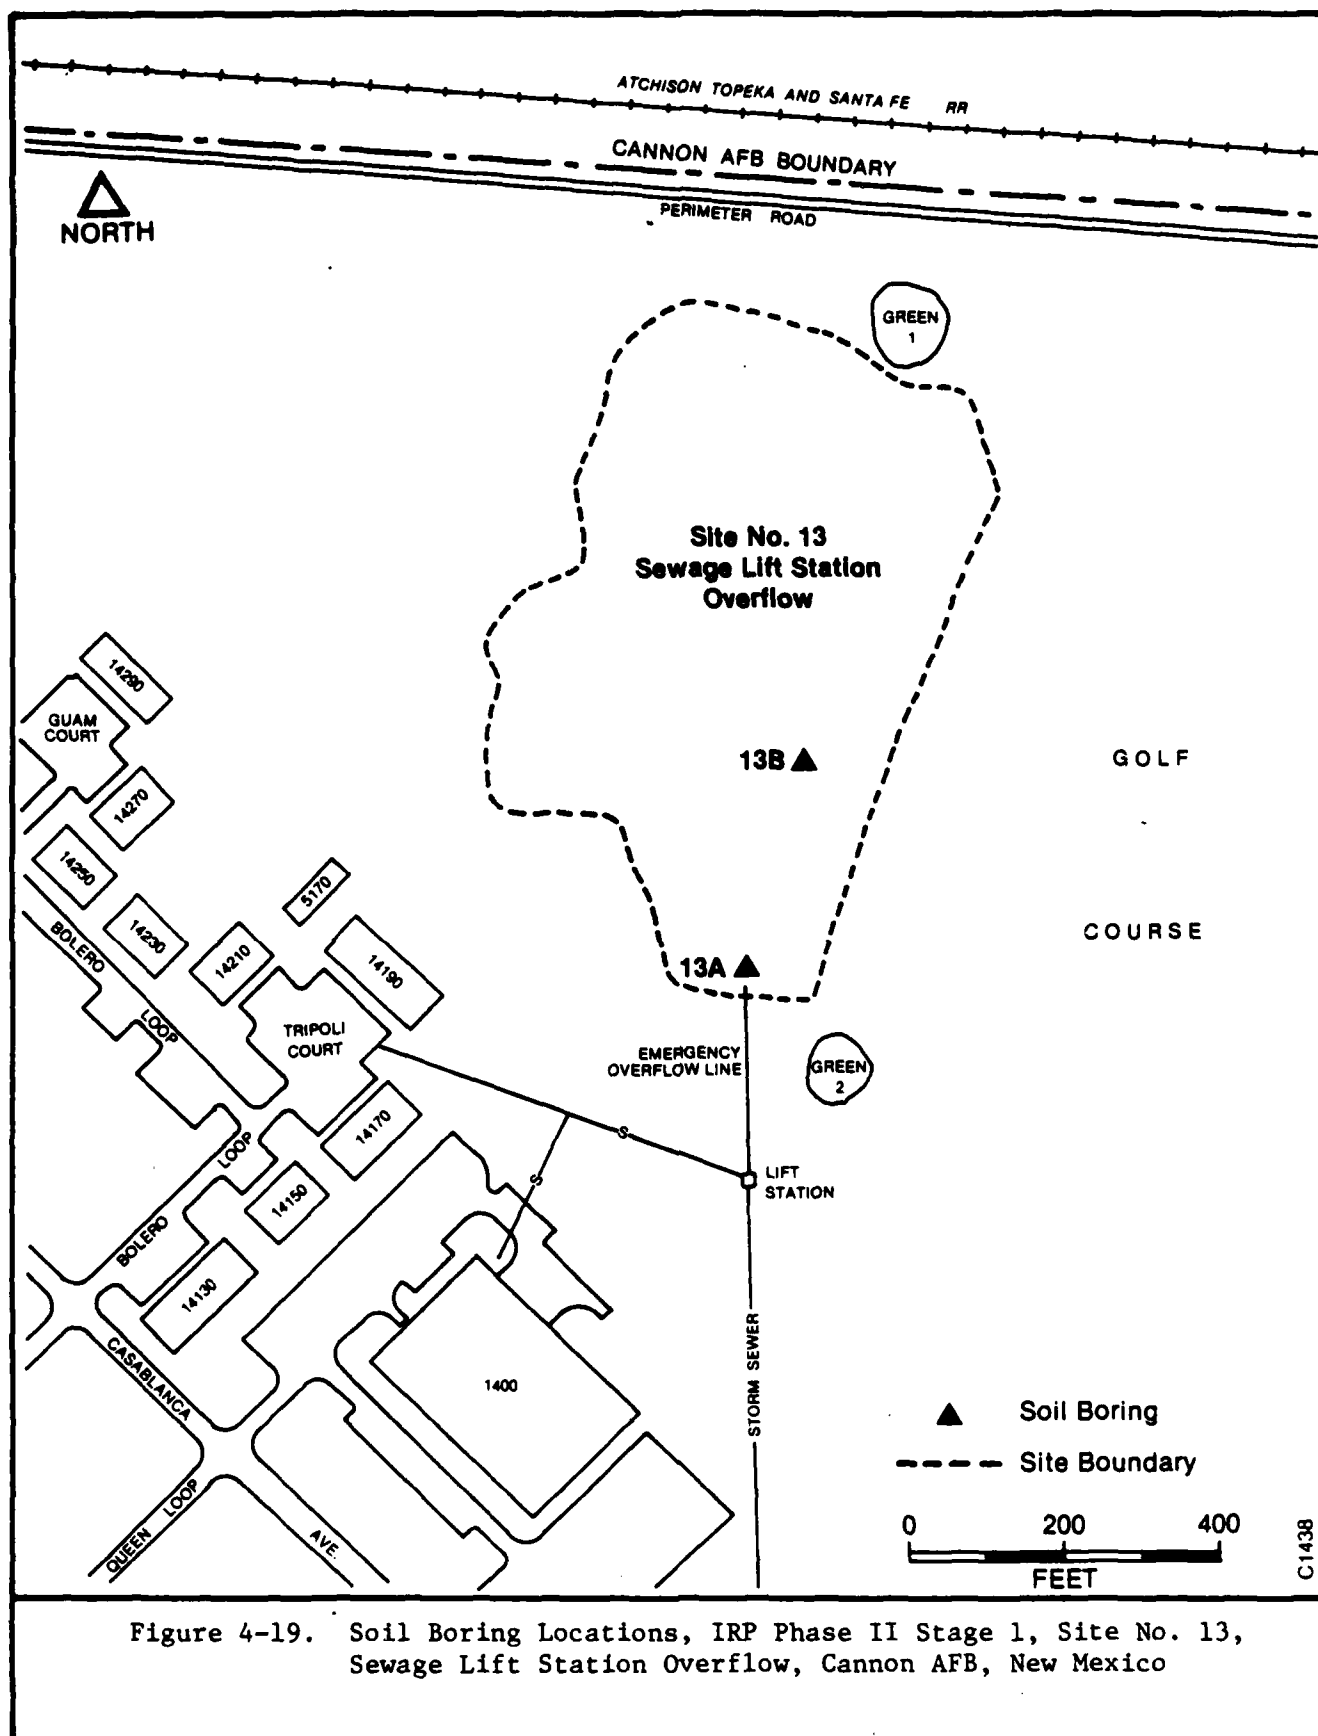 ATCHISON TOPEKA AND SANTA FE RR
CANNON AFB BOUNDARY
PERIMETER ROAD
NORTH
GREEN
1
Site No. 13
Sewage Lift Station
Overflow
14290
GUAM
COURT
14270
14250
14230
14210
5170
14190
BOLERO
LOOP
TRIPOLI
COURT
13B
GOLF
COURSE
13A
EMERGENCY
OVERFLOW LINE
GREEN
2
14170
LOOP
14150
BOLERO
14130
S
S
LIFT
STATION
CASABLANCA
AVE.
QUEEN LOOP
1400
STORM SEWER
Soil Boring
Site Boundary
0 200 400
FEET
C1438
Figure 4-19. Soil Boring Locations, IRP Phase II Stage 1, Site No. 13,
Sewage Lift Station Overflow, Cannon AFB, New Mexico